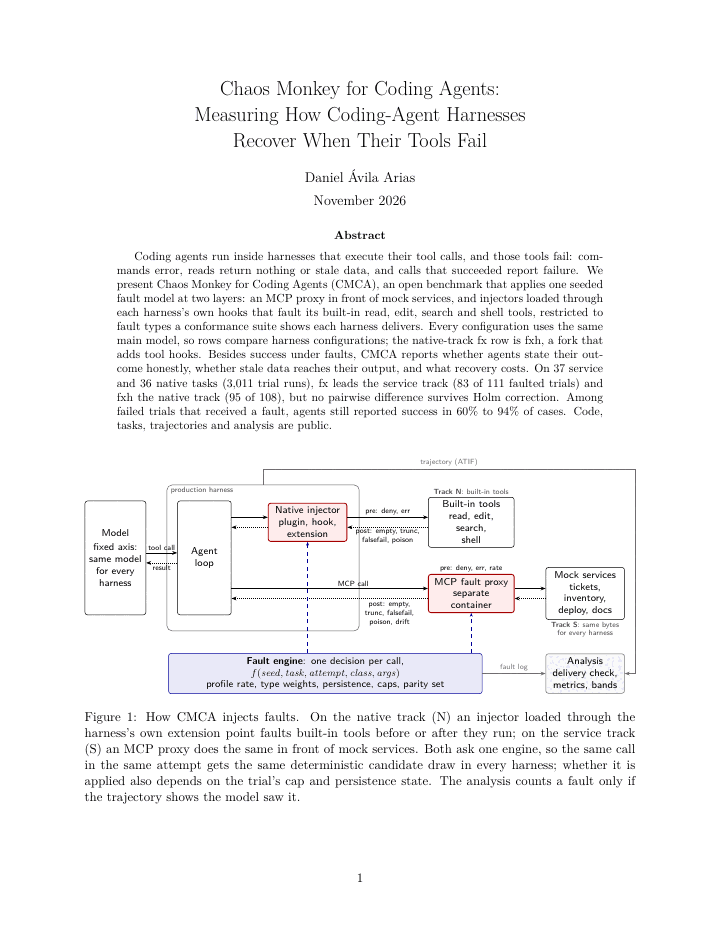 Chaos Monkey for Coding Agents:
Measuring How Coding-Agent Harnesses
Recover When Their Tools Fail
Daniel Ávila Arias
November 2026
Abstract
Coding agents run inside harnesses that execute their tool calls, and those tools fail: com-
mands error, reads return nothing or stale data, and calls that succeeded report failure. We
present Chaos Monkey for Coding Agents (CMCA), an open benchmark that applies one seeded
fault model at two layers: an MCP proxy in front of mock services, and injectors loaded through
each harness's own hooks that fault its built-in read, edit, search and shell tools, restricted to
fault types a conformance suite shows each harness delivers. Every configuration uses the same
main model, so rows compare harness configurations; the native-track fx row is fxh, a fork that
adds tool hooks. Besides success under faults, CMCA reports whether agents state their out-
come honestly, whether stale data reaches their output, and what recovery costs. On 37 service
and 36 native tasks (3,011 trial runs), fx leads the service track (83 of 111 faulted trials) and
fxh the native track (95 of 108), but no pairwise difference survives Holm correction. Among
failed trials that received a fault, agents still reported success in 60% to 94% of cases. Code,
tasks, trajectories and analysis are public.
trajectory (ATIF)
production harness
Model
fixed axis:
same model
for every
harness
tool call
result
Agent
loop
Native injector
plugin, hook,
extension
pre: deny, err
post: empty, trunc,
falsefail, poison
Track N: built-in tools
Built-in tools
read, edit,
search,
shell
MCP call
post: empty,
trunc, falsefail,
poison, drift
pre: deny, err, rate
MCP fault proxy
separate
container
Mock services
tickets,
inventory,
deploy, docs
Track S: same bytes
for every harness
Fault engine: one decision per call,
f(seed, task, attempt, class, args)
profile rate, type weights, persistence, caps, parity set
fault log
Analysis
delivery check,
metrics, bands
Figure 1: How CMCA injects faults. On the native track (N) an injector loaded through the
harness's own extension point faults built-in tools before or after they run; on the service track
(S) an MCP proxy does the same in front of mock services. Both ask one engine, so the same call
in the same attempt gets the same deterministic candidate draw in every harness; whether it is
applied also depends on the trial's cap and persistence state. The analysis counts a fault only if
the trajectory shows the model saw it.
1